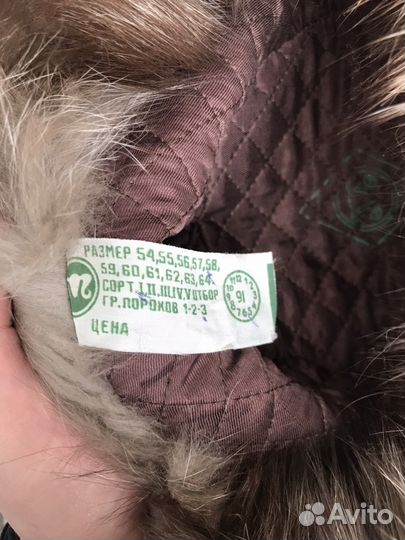 РАЗМЕР 54,55,56,57,58,
59,60,61,62,63,64
СОРТ I,II,III,IV,V ОТБОР
ГР. ПОРОКОВ 1-2-3
ЦЕНА
91
Avito